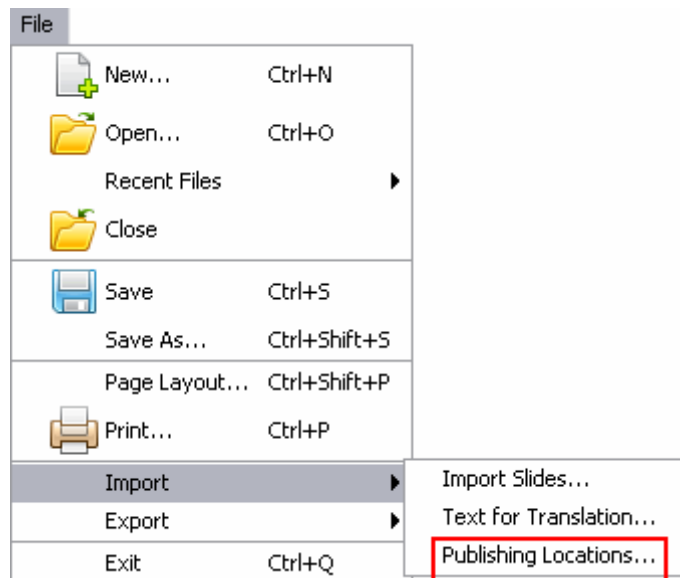 File
New... Ctrl+N
Open... Ctrl+O
Recent Files
Close
Save Ctrl+S
Save As... Ctrl+Shift+S
Page Layout... Ctrl+Shift+P
Print... Ctrl+P
Import
Import Slides...
Export
Text for Translation...
Exit Ctrl+Q
Publishing Locations...